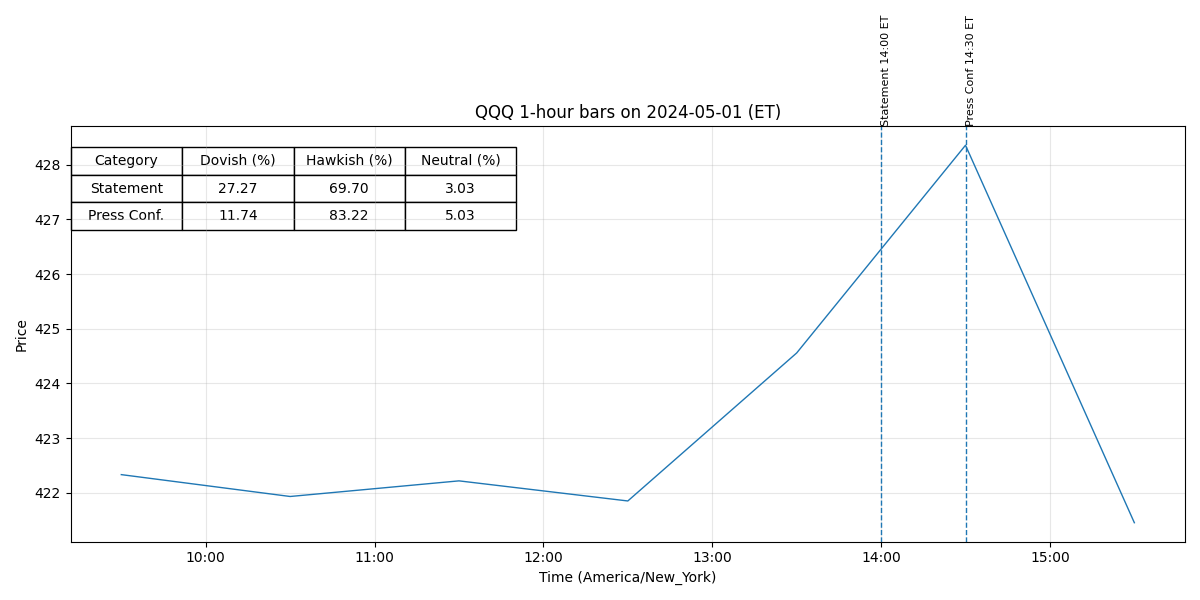 Statement 14:00 ET
Press Conf 14:30 ET
QQQ 1-hour bars on 2024-05-01 (ET)
Category Dovish (%) Hawkish (%) Neutral (%)
Statement 27.27 69.70 3.03
Press Conf. 11.74 83.22 5.03
Price
428
427
426
425
424
423
422
10:00 11:00 12:00 13:00 14:00 15:00
Time (America/New_York)